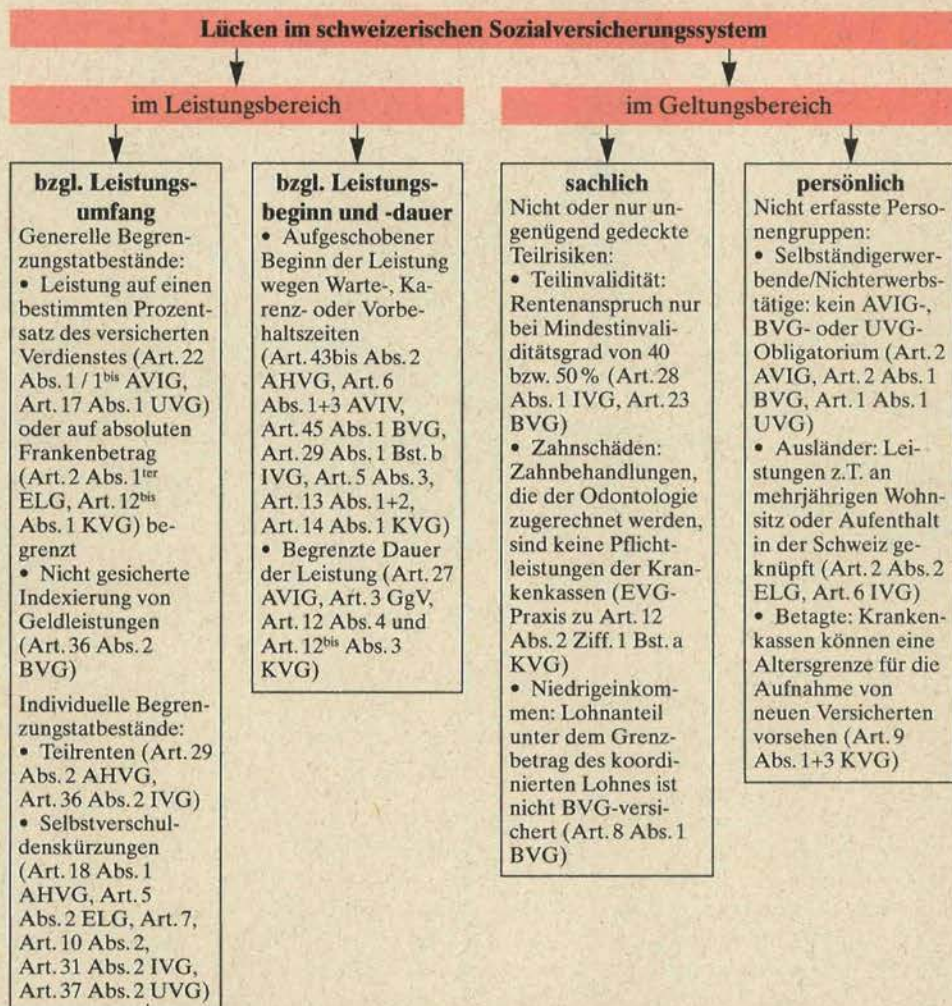 Lücken im schweizerischen Sozialversicherungssystem
im Leistungsbereich
im Geltungsbereich
bzgl. Leistungs-
umfang
Generelle Begren-
zungstatbestände:
• Leistung auf einen
bestimmten Prozent-
satz des versicherten
Verdienstes (Art. 22
Abs. 1 / 1bis AVIG,
Art. 17 Abs. 1 UVG)
oder auf absoluten
Frankenbetrag
(Art. 2 Abs. 1ter
ELG, Art. 12bis
Abs. 1 KVG) be-
grenzt
• Nicht gesicherte
Indexierung von
Geldleistungen
(Art. 36 Abs. 2
BVG)
Individuelle Begren-
zungstatbestände:
• Teilrenten (Art. 29
Abs. 2 AHVG,
Art. 36 Abs. 2 IVG)
• Selbstverschul-
denskürzungen
(Art. 18 Abs. 1
AHVG, Art. 5
Abs. 2 ELG, Art. 7,
Art. 10 Abs. 2,
Art. 31 Abs. 2 IVG,
Art. 37 Abs. 2 UVG)
bzgl. Leistungs-
beginn und -dauer
• Aufgeschobener
Beginn der Leistung
wegen Warte-, Ka-
renz- oder Vorbe-
haltszeiten
(Art. 43bis Abs. 2
AHVG, Art. 6
Abs. 1+3 AVIV,
Art. 45 Abs. 1 BVG,
Art. 29 Abs. 1 Bst. b
IVG, Art. 5 Abs. 3,
Art. 13 Abs. 1+2,
Art. 14 Abs. 1 KVG)
• Begrenzte Dauer
der Leistung (Art. 27
AVIG, Art. 3 GgV,
Art. 12 Abs. 4 und
Art. 12bis Abs. 3
KVG)
sachlich
Nicht oder nur un-
genügend gedeckte
Teilrisiken:
• Teilinvalidität:
Rentenanspruch nur
bei Mindestinvali-
ditätsgrad von 40
bzw. 50% (Art. 28
Abs. 1 IVG, Art. 23
BVG)
• Zahnschäden:
Zahnbehandlungen,
die der Odontologie
zugerechnet werden,
sind keine Pflicht-
leistungen der Kran-
kenkassen (EVG-
Praxis zu Art. 12
Abs. 2 Ziff. 1 Bst. a
KVG)
• Niedrigeinkom-
men: Lohnanteil
unter dem Grenz-
betrag des koordi-
nierten Lohnes ist
nicht BVG-versi-
chert (Art. 8 Abs. 1
BVG)
persönlich
Nicht erfasste Perso-
nengruppen:
• Selbständigerwer-
bende/Nichterwerbs-
tätige: kein AVIG-,
BVG- oder UVG-
Obligatorium (Art. 2
AVIG, Art. 2 Abs. 1
BVG, Art. 1 Abs. 1
UVG)
• Ausländer: Lei-
stungen z.T. an
mehrjährigen Wohn-
sitz oder Aufenthalt
in der Schweiz ge-
knüpft (Art. 2 Abs. 2
ELG, Art. 6 IVG)
• Betagte: Kranken-
kassen können eine
Altersgrenze für die
Aufnahme von
neuen Versicherten
vorsehen (Art. 9
Abs. 1+3 KVG)